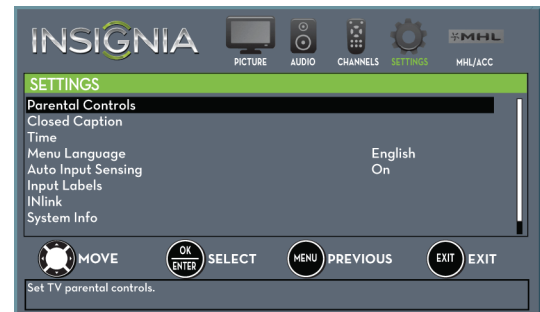 INSIGNIA
PICTURE AUDIO CHANNELS SETTINGS MHL MHL/ACC
SETTINGS
Parental Controls
Closed Caption
Time
Menu Language English
Auto Input Sensing On
Input Labels
INlink
System Info
MOVE OK ENTER SELECT MENU PREVIOUS EXIT EXIT
Set TV parental controls.